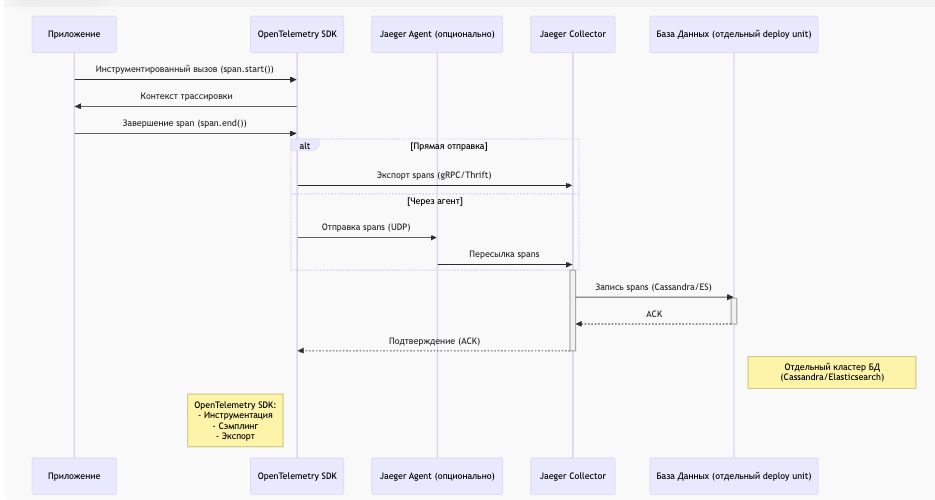 Приложение
OpenTelemetry SDK
Jaeger Agent (опционально)
Jaeger Collector
База Данных (отдельный deploy unit)
Инструментированный вызов (span.start())
Контекст трассировки
Завершение span (span.end())
alt
[Прямая отправка]
Экспорт spans (gRPC/Thrift)
[Через агент]
Отправка spans (UDP)
Пересылка spans
Запись spans (Cassandra/ES)
ACK
Подтверждение (ACK)
Отдельный кластер БД
(Cassandra/Elasticsearch)
OpenTelemetry SDK:
- Инструментация
- Сэмплинг
- Экспорт
Приложение
OpenTelemetry SDK
Jaeger Agent (опционально)
Jaeger Collector
База Данных (отдельный deploy unit)